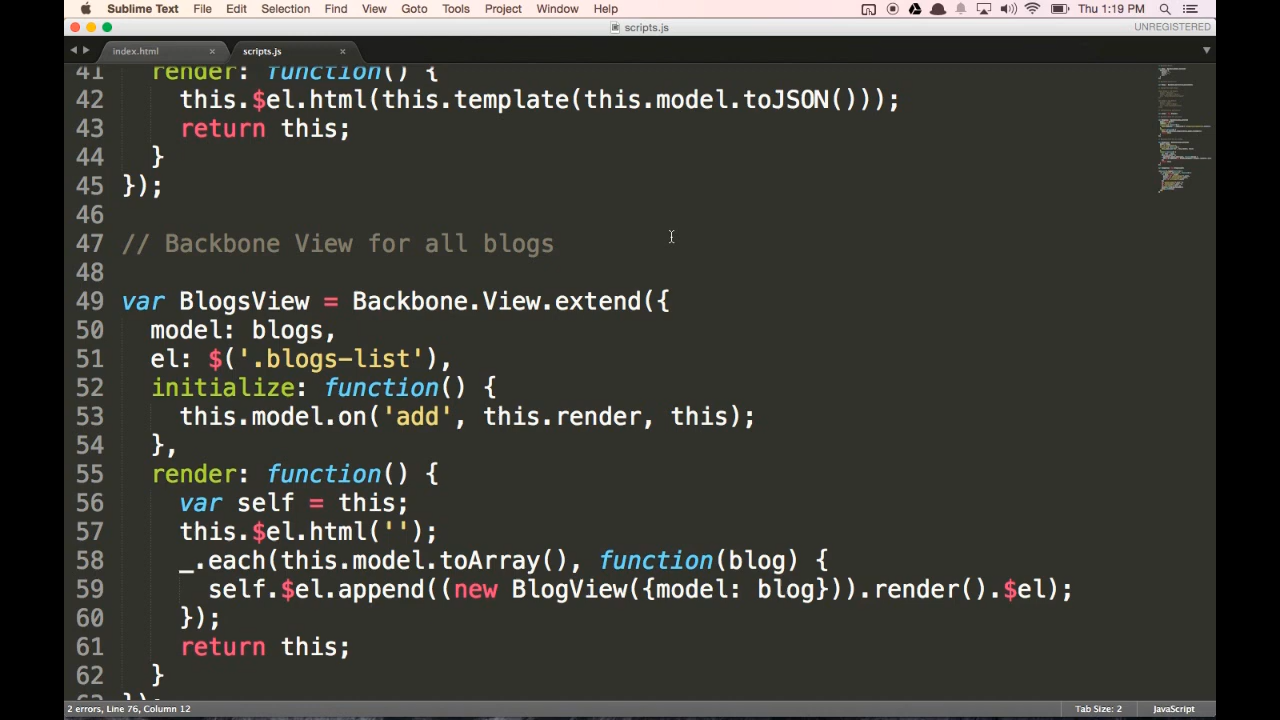 Sublime Text File Edit Selection Find View Goto Tools Project Window Help Thu 1:19 PM
scripts.js UNREGISTERED
index.html × scripts.js ×
41 render: function() {
42 this.$el.html(this.template(this.model.toJSON()));
43 return this;
44 }
45 });
46
47 // Backbone View for all blogs
48
49 var BlogsView = Backbone.View.extend({
50 model: blogs,
51 el: $('.blogs-list'),
52 initialize: function() {
53 this.model.on('add', this.render, this);
54 },
55 render: function() {
56 var self = this;
57 this.$el.html('');
58 _.each(this.model.toArray(), function(blog) {
59 self.$el.append((new BlogView({model: blog})).render().$el);
60 });
61 return this;
62 }
63 });
2 errors, Line 76, Column 12 Tab Size: 2 JavaScript